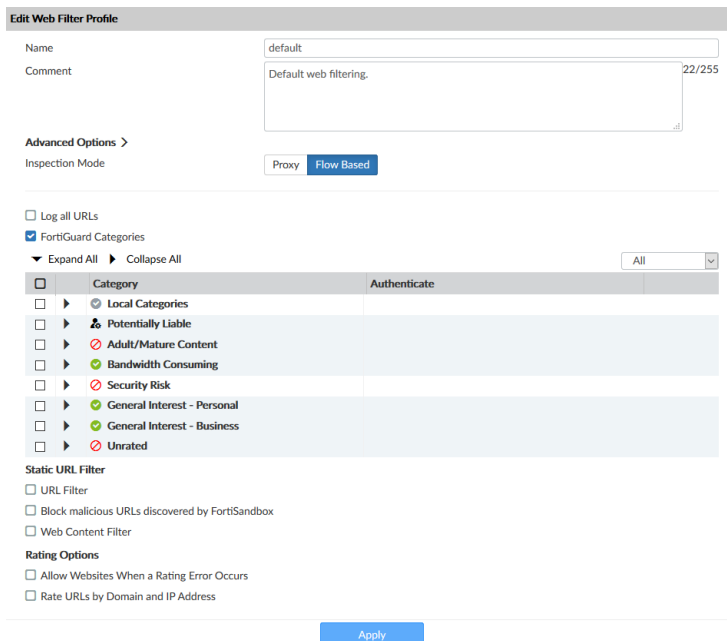 Edit Web Filter Profile
Name
default
Comment
Default web filtering.
22/255
Advanced Options
Inspection Mode
Proxy Flow Based
Log all URLs
FortiGuard Categories
Expand All Collapse All
All
Category Authenticate
Local Categories
Potentially Liable
Adult/Mature Content
Bandwidth Consuming
Security Risk
General Interest - Personal
General Interest - Business
Unrated
Static URL Filter
URL Filter
Block malicious URLs discovered by FortiSandbox
Web Content Filter
Rating Options
Allow Websites When a Rating Error Occurs
Rate URLs by Domain and IP Address
Apply